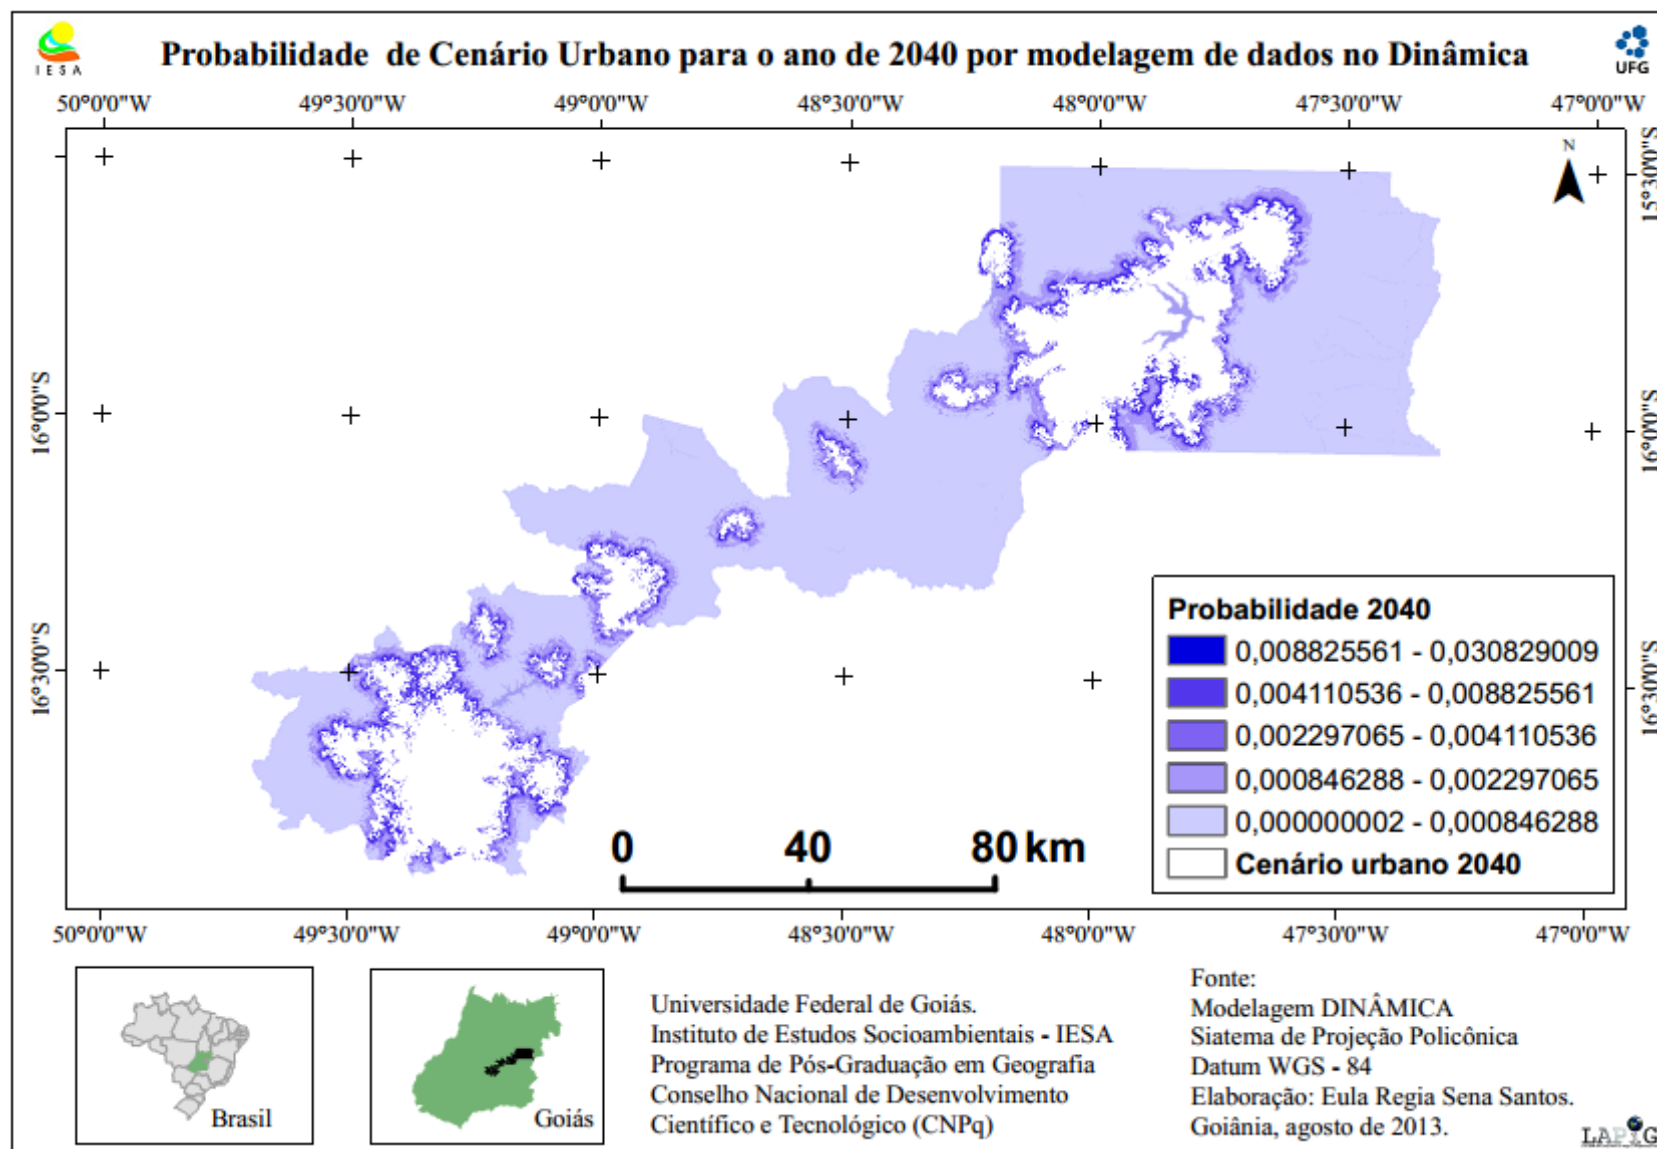 IESA
Probabilidade de Cenário Urbano para o ano de 2040 por modelagem de dados no Dinâmica
UFG
50°0'0"W 49°30'0"W 49°0'0"W 48°30'0"W 48°0'0"W 47°30'0"W 47°0'0"W
N
15°30'0"S
16°0'0"S
16°0'0"S
16°30'0"S
16°30'0"S
Probabilidade 2040
0,008825561 - 0,030829009
0,004110536 - 0,008825561
0,002297065 - 0,004110536
0,000846288 - 0,002297065
0,000000002 - 0,000846288
Cenário urbano 2040
0 40 80 km
50°0'0"W 49°30'0"W 49°0'0"W 48°30'0"W 48°0'0"W 47°30'0"W 47°0'0"W
Brasil
Goiás
Universidade Federal de Goiás.
Instituto de Estudos Socioambientais - IESA
Programa de Pós-Graduação em Geografia
Conselho Nacional de Desenvolvimento
Científico e Tecnológico (CNPq)
Fonte:
Modelagem DINÂMICA
Siatema de Projeção Policônica
Datum WGS - 84
Elaboração: Eula Regia Sena Santos.
Goiânia, agosto de 2013.
LAPIG